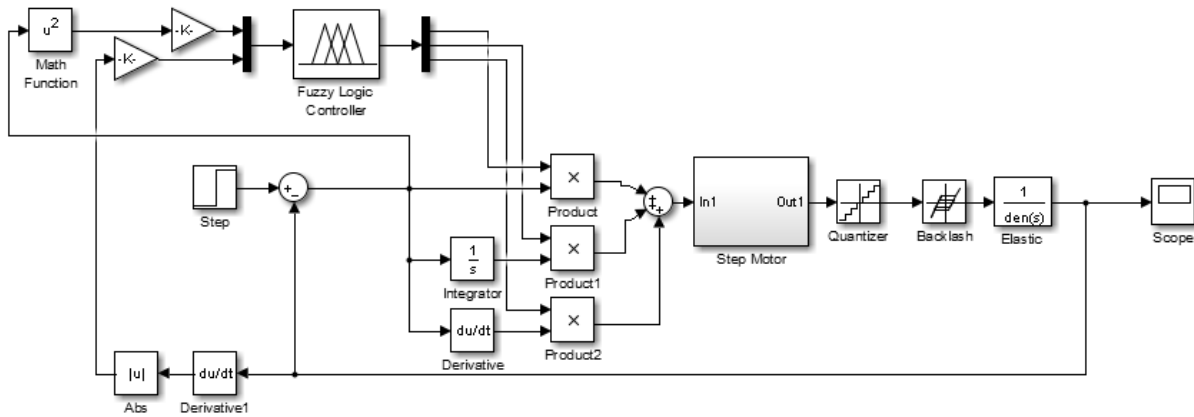 u²
Math
Function
-K-
-K-
Fuzzy Logic
Controller
Step
+
−
×
Product
1
s
Integrator
×
Product1
du/dt
Derivative
×
Product2
+
+
In1
Out1
Step Motor
Quantizer
Backlash
1
den(s)
Elastic
Scope
|u|
Abs
du/dt
Derivative1